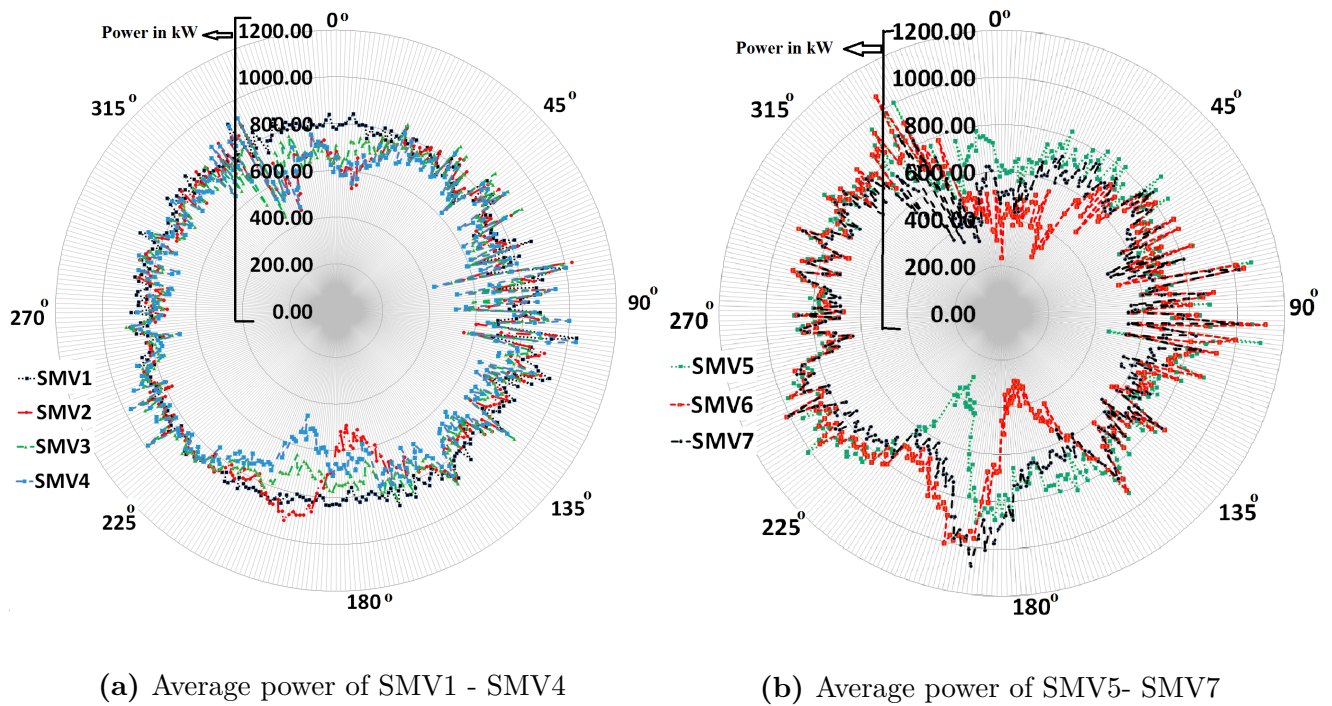 0°
Power in kW
1200.00
1000.00
800.00
600.00
400.00
200.00
0.00
45°
90°
135°
180°
225°
270°
315°
SMV1
SMV2
SMV3
SMV4
(a) Average power of SMV1 - SMV4
0°
Power in kW
1200.00
1000.00
800.00
600.00
400.00
200.00
0.00
45°
90°
135°
180°
225°
270°
315°
SMV5
SMV6
SMV7
(b) Average power of SMV5- SMV7